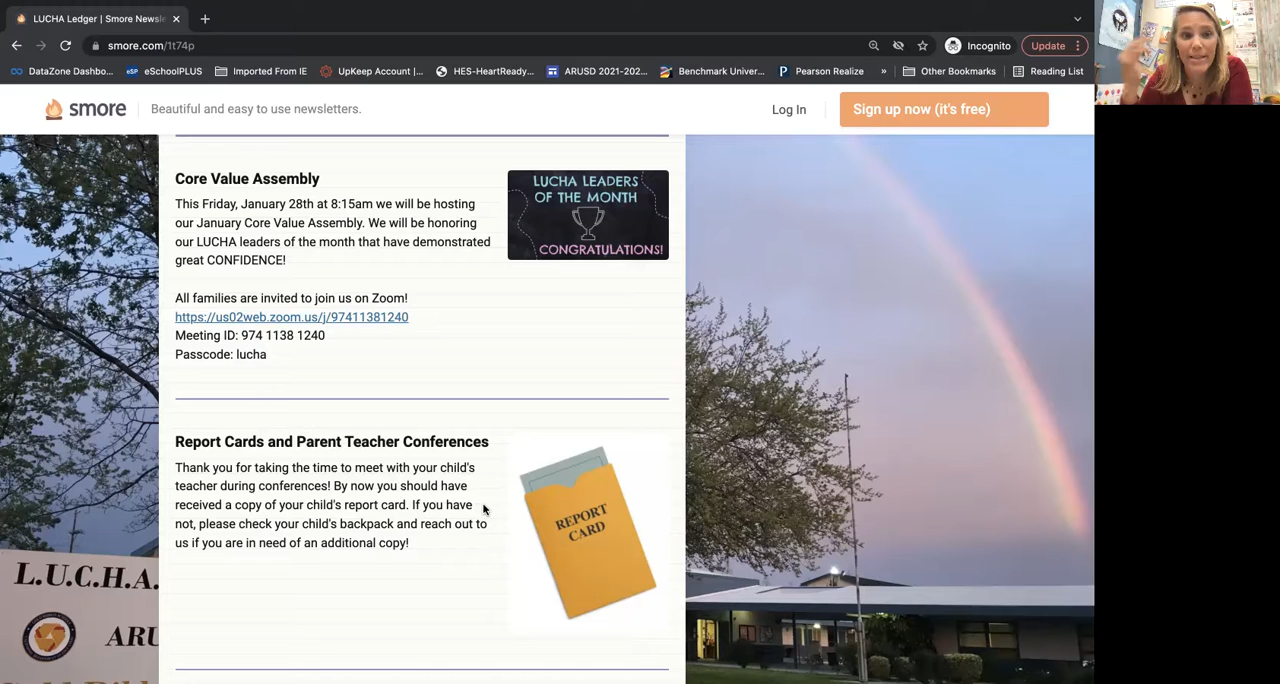 LUCHA Ledger | Smore Newsle
smore.com/1t74p
Incognito
Update
DataZone Dashbo...
eSP
eSchoolPLUS
Imported From IE
UpKeep Account |...
HES-HeartReady...
ARUSD 2021-202...
Benchmark Univer...
Pearson Realize
»
Other Bookmarks
Reading List
smore
Beautiful and easy to use newsletters.
Log In
Sign up now (it's free)
Core Value Assembly
This Friday, January 28th at 8:15am we will be hosting
our January Core Value Assembly. We will be honoring
our LUCHA leaders of the month that have demonstrated
great CONFIDENCE!
All families are invited to join us on Zoom!
https://us02web.zoom.us/j/97411381240
Meeting ID: 974 1138 1240
Passcode: lucha
LUCHA LEADERS
OF THE MONTH
CONGRATULATIONS!
Report Cards and Parent Teacher Conferences
Thank you for taking the time to meet with your child's
teacher during conferences! By now you should have
received a copy of your child's report card. If you have
not, please check your child's backpack and reach out to
us if you are in need of an additional copy!
REPORT
CARD
L.U.C.H.A.
ARU